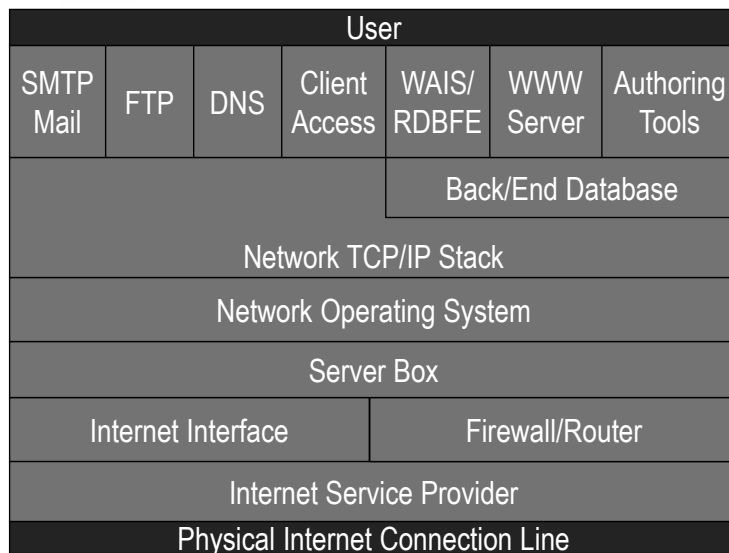 User
SMTP
Mail
FTP
DNS
Client
Access
WAIS/
RDBFE
WWW
Server
Authoring
Tools
Back/End Database
Network TCP/IP Stack
Network Operating System
Server Box
Internet Interface
Firewall/Router
Internet Service Provider
Physical Internet Connection Line